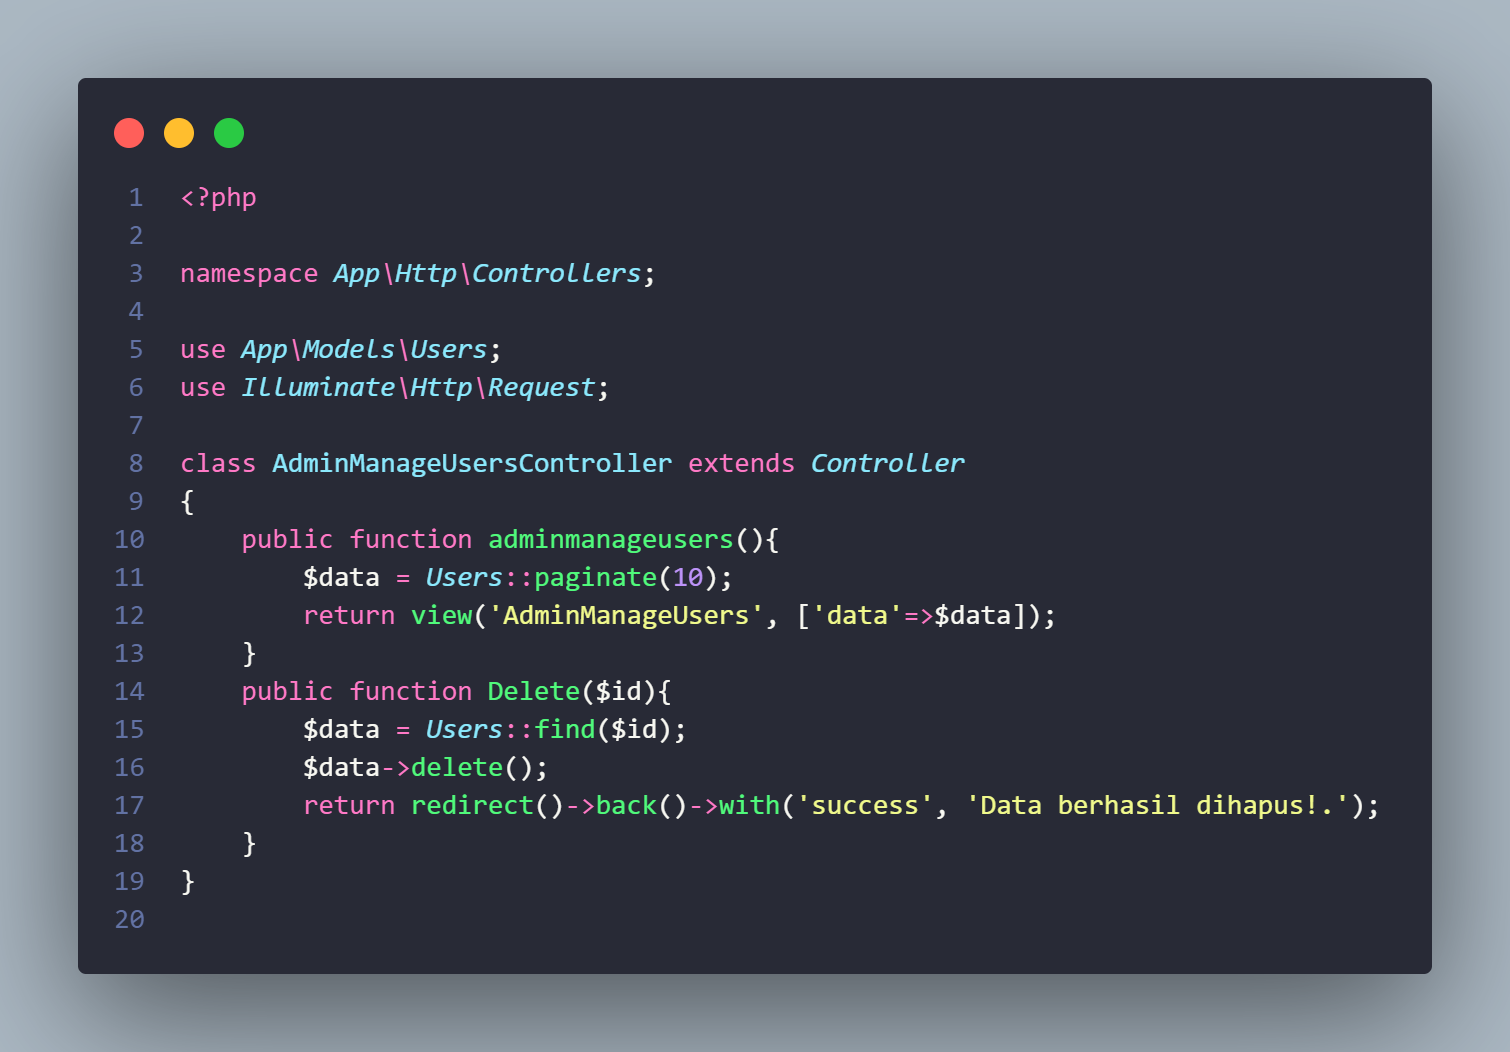 1 <?php
2
3 namespace App\Http\Controllers;
4
5 use App\Models\Users;
6 use Illuminate\Http\Request;
7
8 class AdminManageUsersController extends Controller
9 {
10     public function adminmanageusers(){
11         $data = Users::paginate(10);
12         return view('AdminManageUsers', ['data'=>$data]);
13     }
14     public function Delete($id){
15         $data = Users::find($id);
16         $data->delete();
17         return redirect()->back()->with('success', 'Data berhasil dihapus!.');
18     }
19 }
20